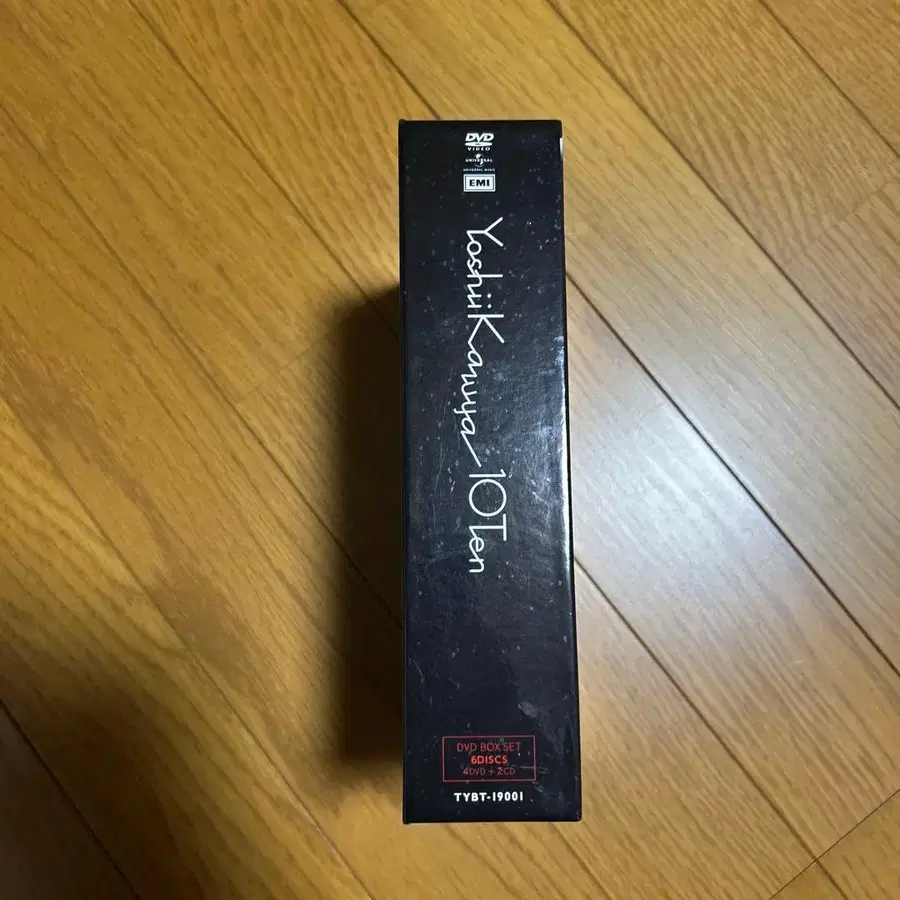 DVD
VIDEO
UNIVERSAL
UNIVERSAL MUSIC
EMI
YoshiiKazuya 10Ten
DVD BOX SET
6DISCS
4DVD + 2CD
TYBT-19001